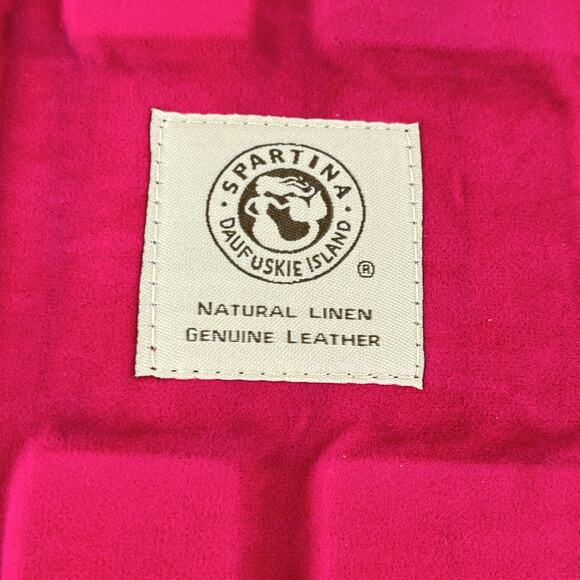 SPARTINA
DAUFUSKIE ISLAND
®
NATURAL LINEN
GENUINE LEATHER